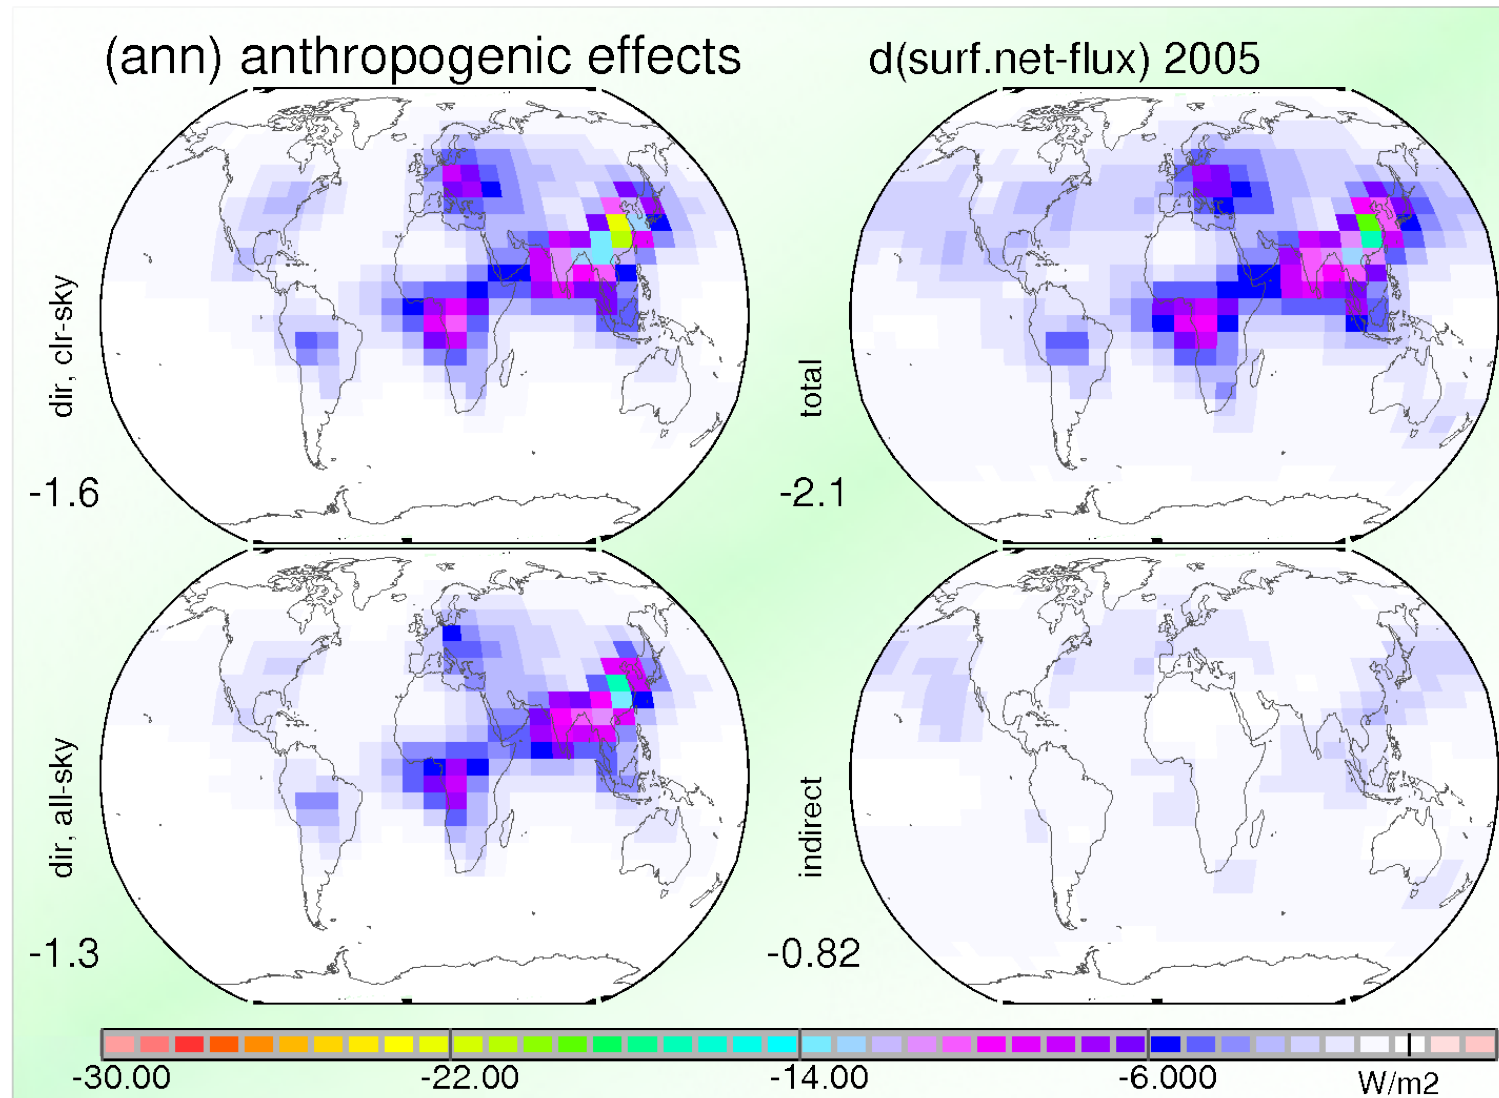 (ann) anthropogenic effects
d(surf.net-flux) 2005
dir, clr-sky
-1.6
total
-2.1
dir, all-sky
-1.3
indirect
-0.82
-30.00
-22.00
-14.00
-6.000
W/m2